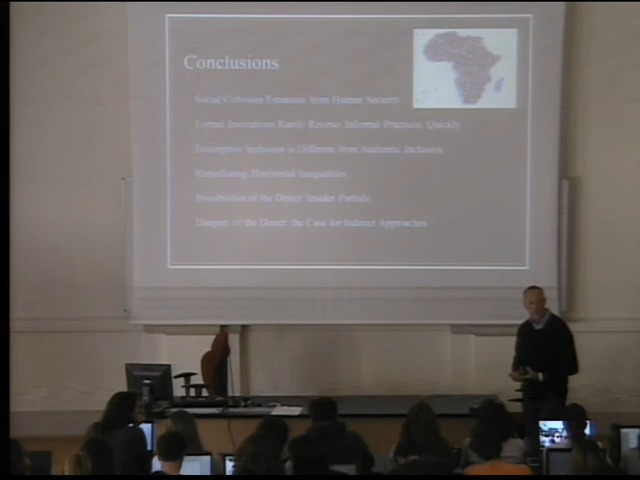 Conclusions
Social Cohesion Emanates from Human Security
Formal Institutions Rarely Reverse Informal Practices, Quickly
Descriptive Inclusion is Different from Authentic Inclusion
Remediating Horizontal Inequalities
Possibilities of the Direct: Insider Partials
Dangers of the Direct: the Case for Indirect Approaches